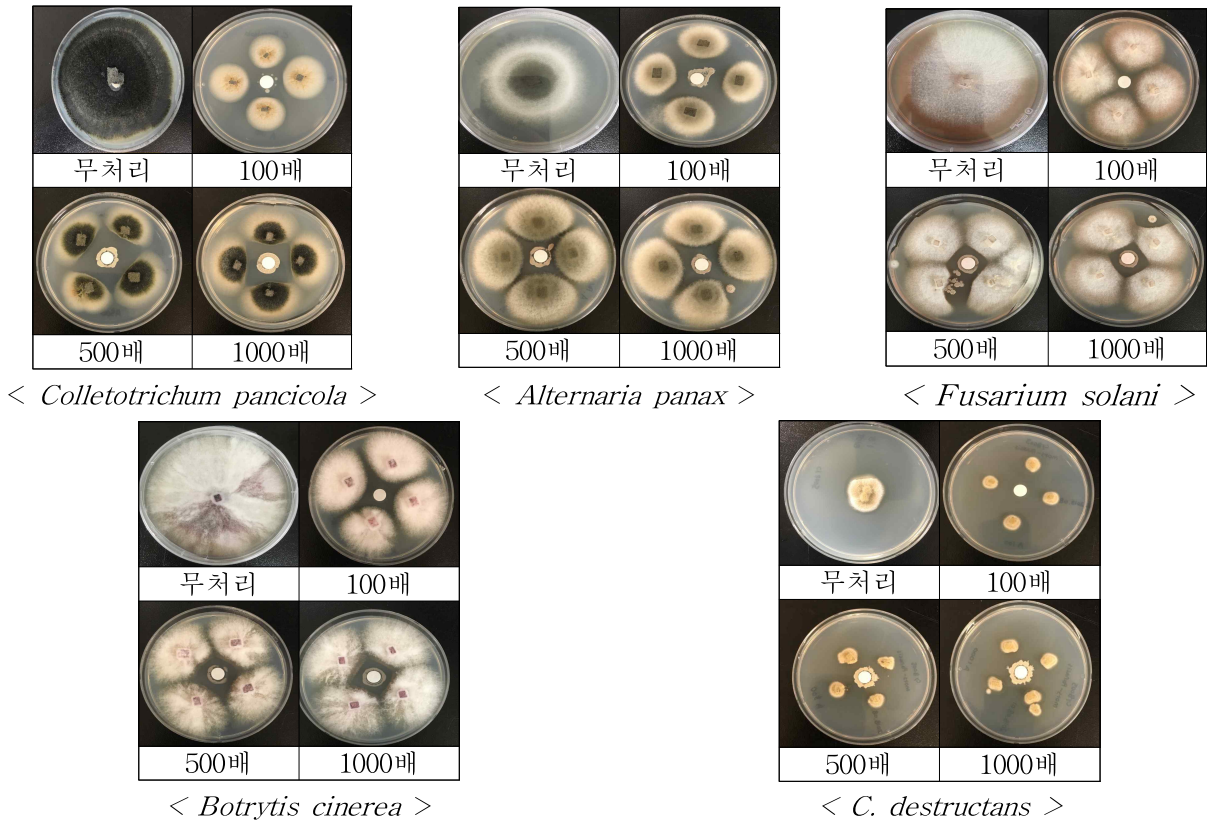 무처리 100배 무처리 100배 무처리 100배
500배 1000배 500배 1000배 500배 1000배
< Colletotrichum pancicola > < Alternaria panax > < Fusarium solani >
무처리 100배 무처리 100배
500배 1000배 500배 1000배
< Botrytis cinerea > < C. destructans >